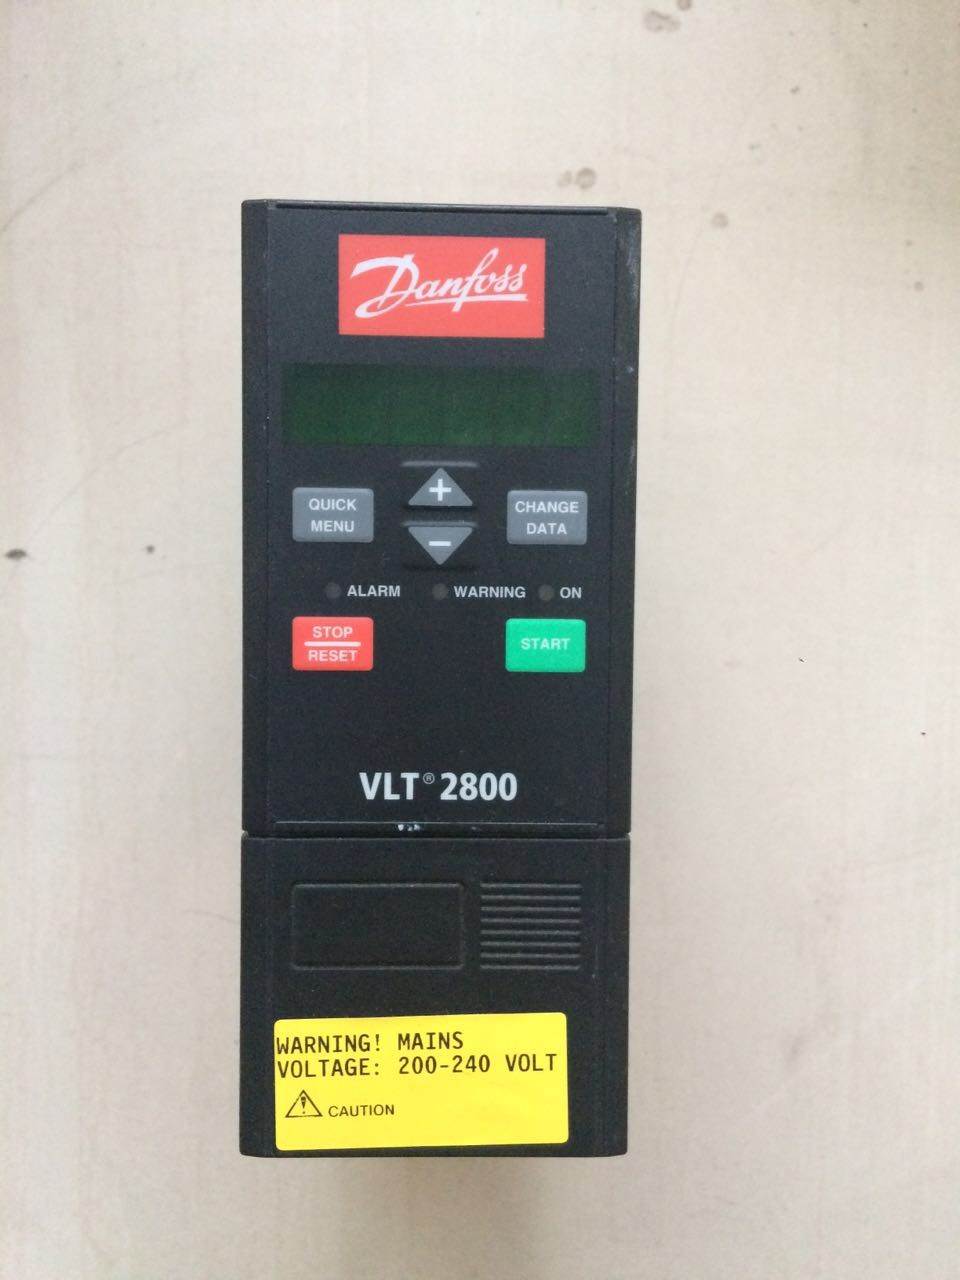 Danfoss
+
QUICK
MENU
CHANGE
DATA
−
ALARM WARNING ON
STOP
RESET
START
VLT® 2800
WARNING! MAINS
VOLTAGE: 200-240 VOLT
! CAUTION